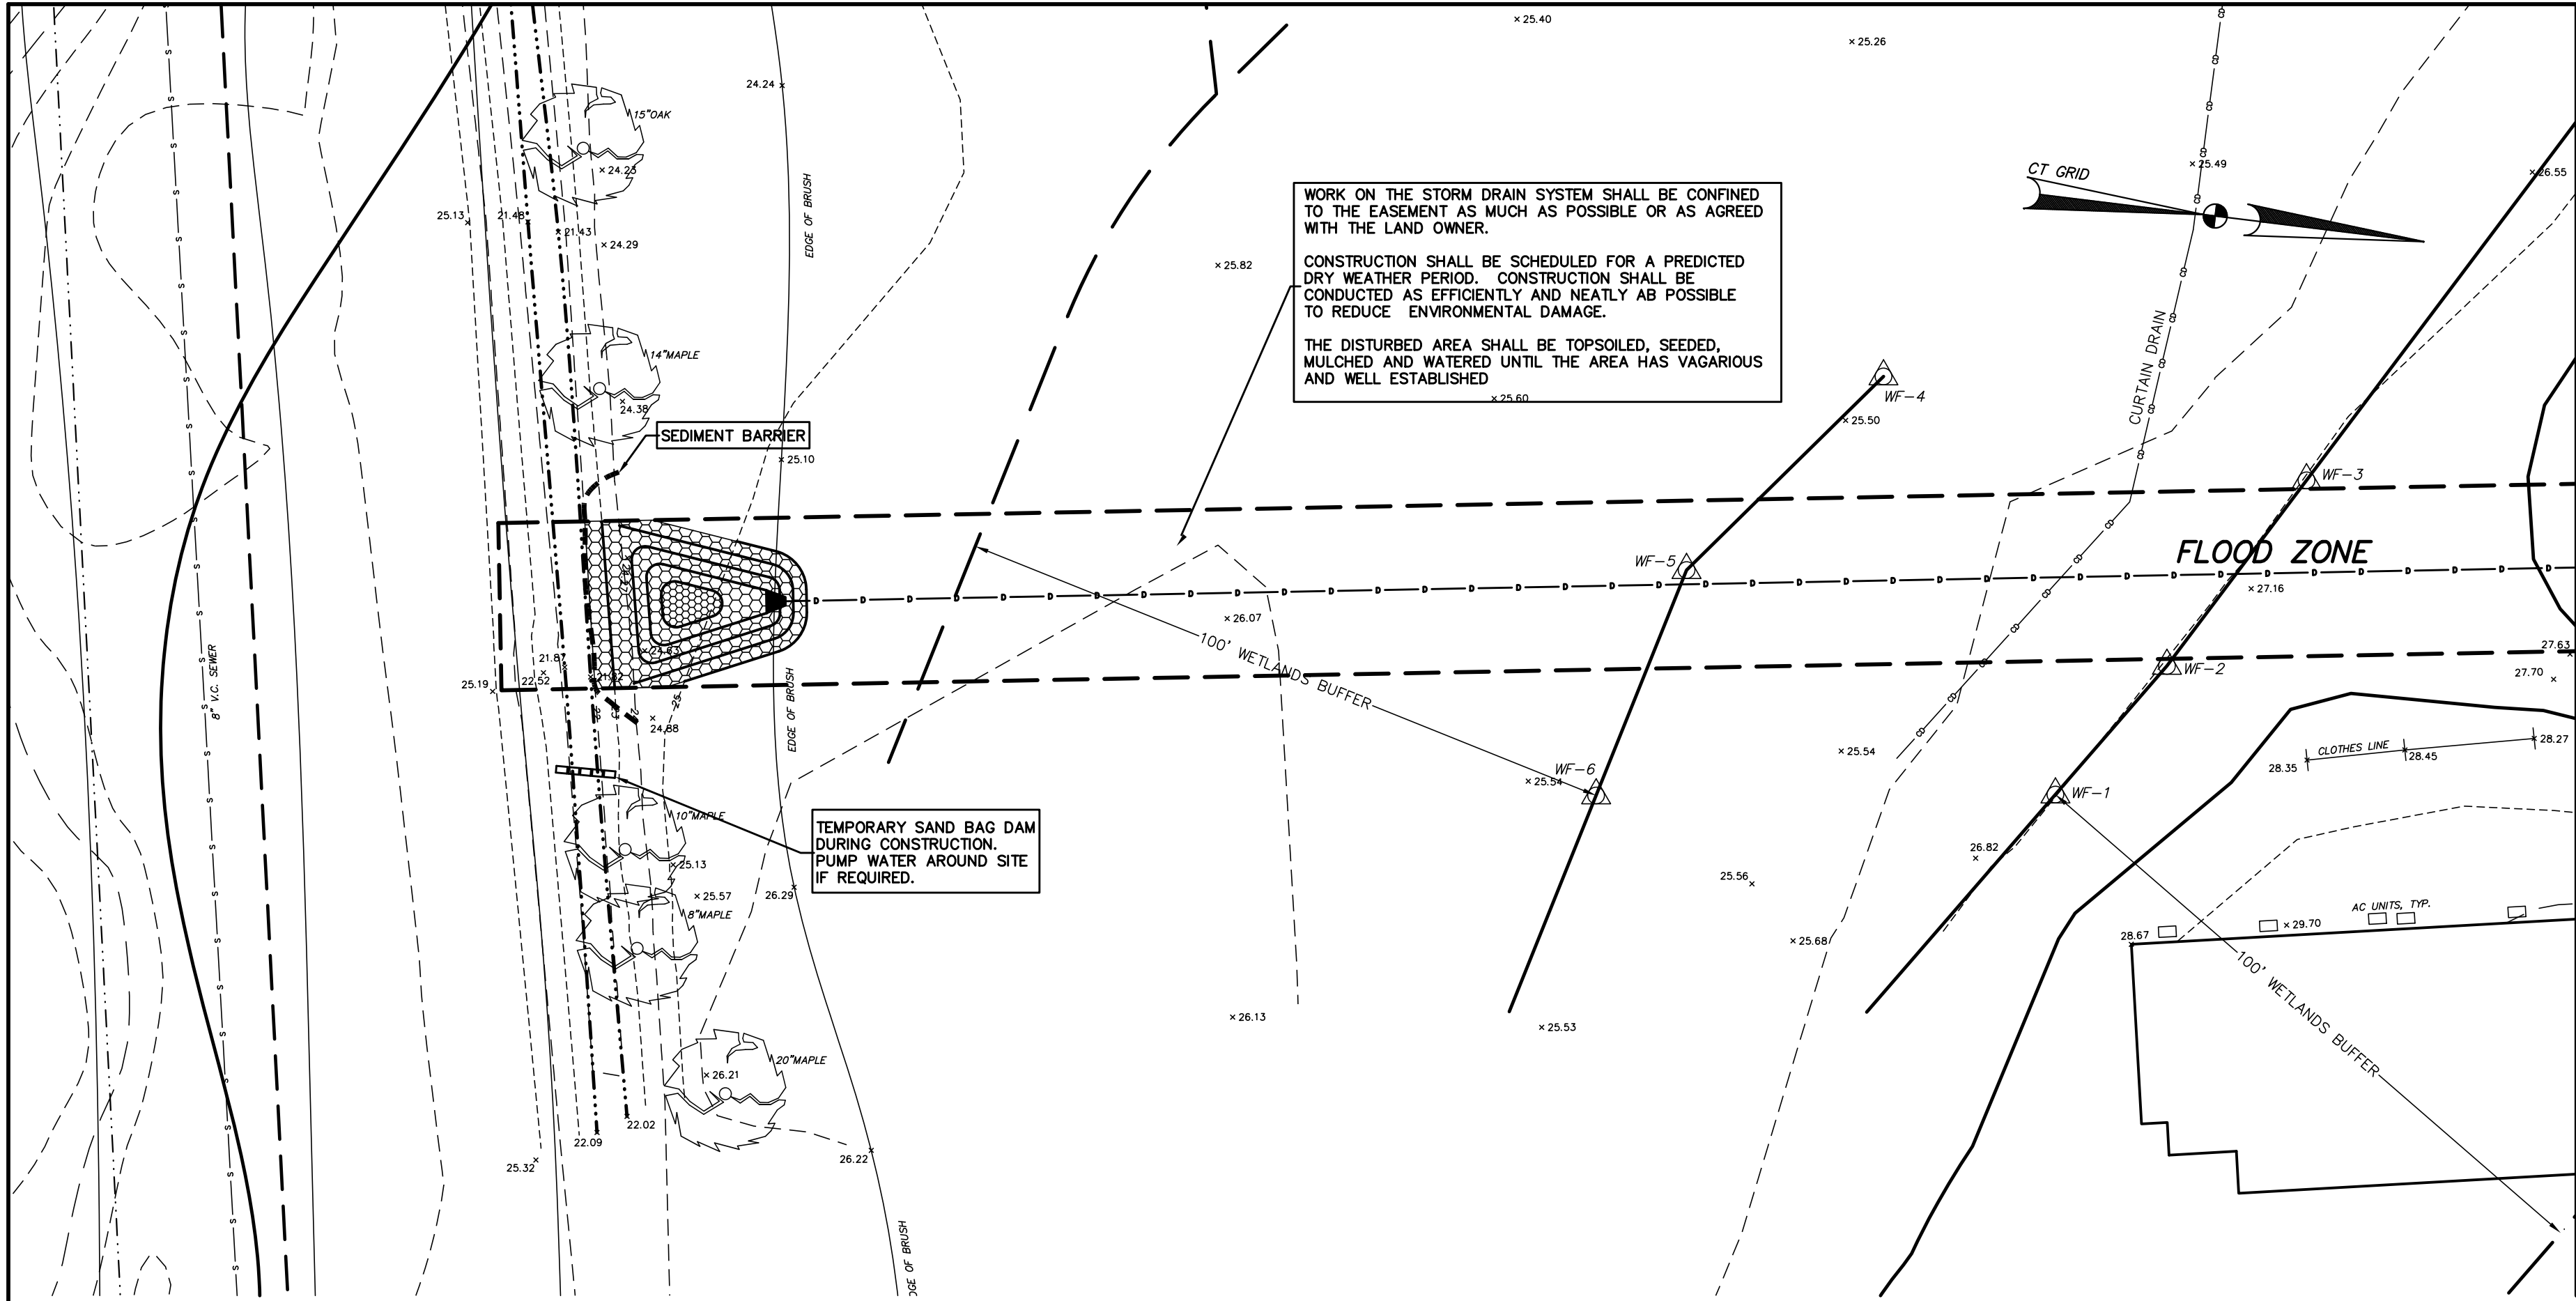 25.40
25.26
24.24
15"OAK
24.23
EDGE OF BRUSH
25.13
21.48
21.43
24.29
25.82
WORK ON THE STORM DRAIN SYSTEM SHALL BE CONFINED
TO THE EASEMENT AS MUCH AS POSSIBLE OR AS AGREED
WITH THE LAND OWNER.
CONSTRUCTION SHALL BE SCHEDULED FOR A PREDICTED
DRY WEATHER PERIOD. CONSTRUCTION SHALL BE
CONDUCTED AS EFFICIENTLY AND NEATLY AB POSSIBLE
TO REDUCE ENVIRONMENTAL DAMAGE.
THE DISTURBED AREA SHALL BE TOPSOILED, SEEDED,
MULCHED AND WATERED UNTIL THE AREA HAS VAGARIOUS
AND WELL ESTABLISHED
25.60
CT GRID
25.49
26.55
CURTAIN DRAIN
14"MAPLE
24.38
SEDIMENT BARRIER
25.10
WF-4
25.50
WF-3
WF-5
FLOOD ZONE
27.16
26.07
100' WETLANDS BUFFER
8" V.C. SEWER
24.63
21.87
22.52
25.19
22
23
24
25
24.88
EDGE OF BRUSH
WF-2
27.63
27.70
CLOTHES LINE
28.35
28.45
28.27
25.54
WF-6
25.54
WF-1
10"MAPLE
TEMPORARY SAND BAG DAM
DURING CONSTRUCTION.
PUMP WATER AROUND SITE
IF REQUIRED.
25.13
25.57
26.29
8"MAPLE
26.82
25.56
25.68
AC UNITS, TYP.
28.67
29.70
100' WETLANDS BUFFER
26.13
25.53
20"MAPLE
26.21
22.02
22.09
25.32
26.22
DGE OF BRUSH